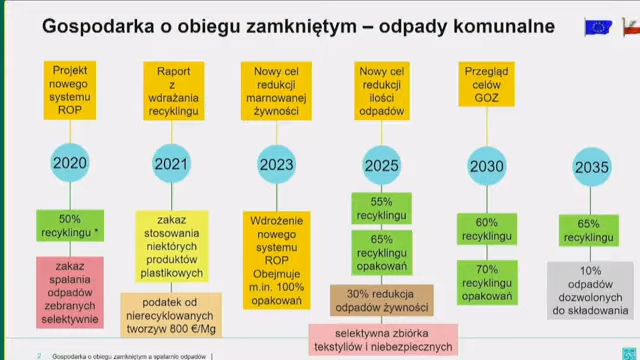 Gospodarka o obiegu zamkniętym – odpady komunalne
Projekt
nowego
systemu
ROP
Raport
z
wdrażania
recyklingu
Nowy cel
redukcji
marnowanej
żywności
Nowy cel
redukcji
ilości
odpadów
Przegląd
celów
GOZ
2020
2021
2023
2025
2030
2035
50%
recyklingu *
zakaz
spalania
odpadów
zebranych
selektywnie
zakaz
stosowania
niektórych
produktów
plastikowych
podatek od
nierecyklowanych
tworzyw 800 €/Mg
Wdrożenie
nowego
systemu
ROP
Obejmuje
m.in. 100%
opakowań
55%
recyklingu
65%
recyklingu
opakowań
30% redukcja
odpadów żywności
selektywna zbiórka
tekstyliów i niebezpiecznych
60%
recyklingu
70%
recyklingu
opakowań
65%
recyklingu
10%
odpadów
dozwolonych
do składowania
2 Gospodarka o obiegu zamkniętym a spalarnie odpadów